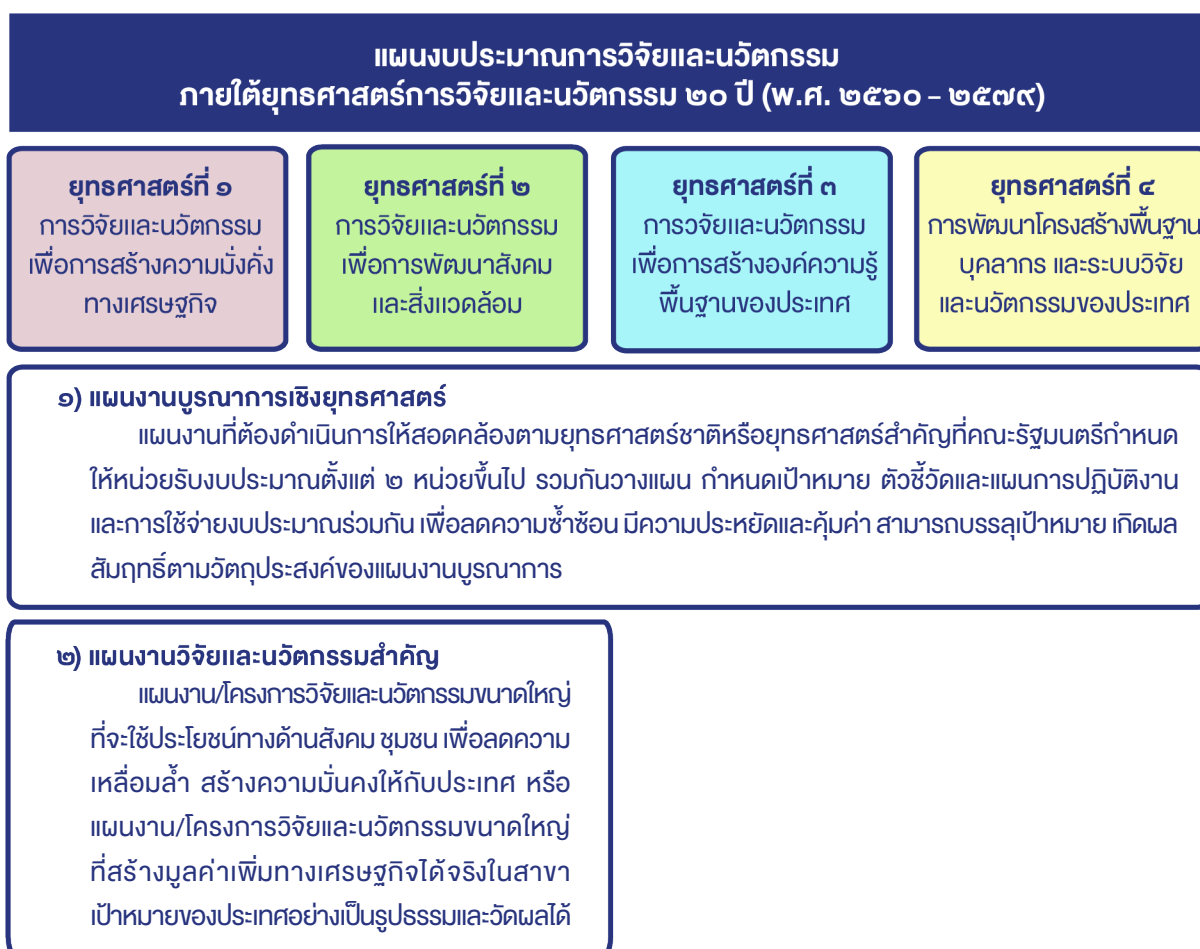 แผนงบประมาณการวิจัยและนวัตกรรม
ภายใต้ยุทธศาสตร์การวิจัยและนวัตกรรม ๒๐ ปี (พ.ศ. ๒๕๖๐ - ๒๕๗๙)
ยุทธศาสตร์ที่ ๑
การวิจัยและนวัตกรรม
เพื่อการสร้างความมั่งคั่ง
ทางเศรษฐกิจ
ยุทธศาสตร์ที่ ๒
การวิจัยและนวัตกรรม
เพื่อการพัฒนาสังคม
และสิ่งแวดล้อม
ยุทธศาสตร์ที่ ๓
การวจัยและนวัตกรรม
เพื่อการสร้างองค์ความรู้
พื้นฐานของประเทศ
ยุทธศาสตร์ที่ ๔
การพัฒนาโครงสร้างพื้นฐาน
บุคลากร และระบบวิจัย
และนวัตกรรมของประเทศ
๑) แผนงานบูรณาการเชิงยุทธศาสตร์
แผนงานที่ต้องดำเนินการให้สอดคล้องตามยุทธศาสตร์ชาติหรือยุทธศาสตร์สำคัญที่คณะรัฐมนตรีกำหนด
ให้หน่วยรับงบประมาณตั้งแต่ ๒ หน่วยขึ้นไป รวมกันวางแผน กำหนดเป้าหมาย ตัวชี้วัดและแผนการปฏิบัติงาน
และการใช้จ่ายงบประมาณร่วมกัน เพื่อลดความซ้ำซ้อน มีความประหยัดและคุ้มค่า สามารถบรรลุเป้าหมาย เกิดผล
สัมฤทธิ์ตามวัตถุประสงค์ของแผนงานบูรณาการ
๒) แผนงานวิจัยและนวัตกรรมสำคัญ
แผนงาน/โครงการวิจัยและนวัตกรรมขนาดใหญ่
ที่จะใช้ประโยชน์ทางด้านสังคม ชุมชน เพื่อลดความ
เหลื่อมล้ำ สร้างความมั่นคงให้กับประเทศ หรือ
แผนงาน/โครงการวิจัยและนวัตกรรมขนาดใหญ่
ที่สร้างมูลค่าเพิ่มทางเศรษฐกิจได้จริงในสาขา
เป้าหมายของประเทศอย่างเป็นรูปธรรมและวัดผลได้